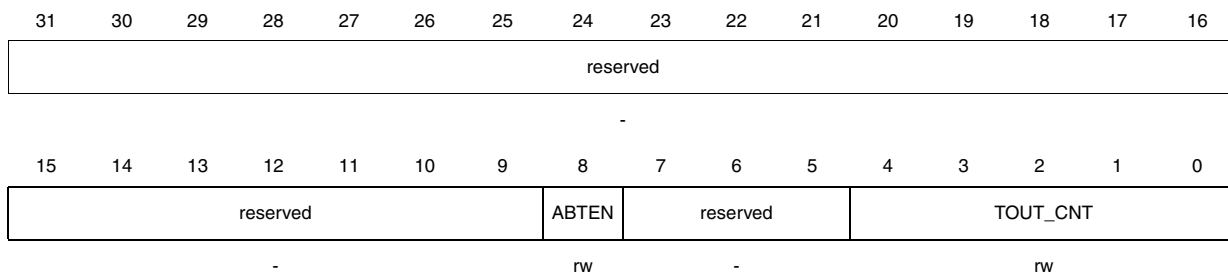 31 30 29 28 27 26 25 24 23 22 21 20 19 18 17 16
reserved
-
15 14 13 12 11 10 9 8 7 6 5 4 3 2 1 0
reserved ABTEN reserved TOUT_CNT
- rw - rw